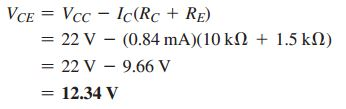 VCE = VCC − IC(RC + RE)
= 22 V − (0.84 mA)(10 kΩ + 1.5 kΩ)
= 22 V − 9.66 V
= 12.34 V